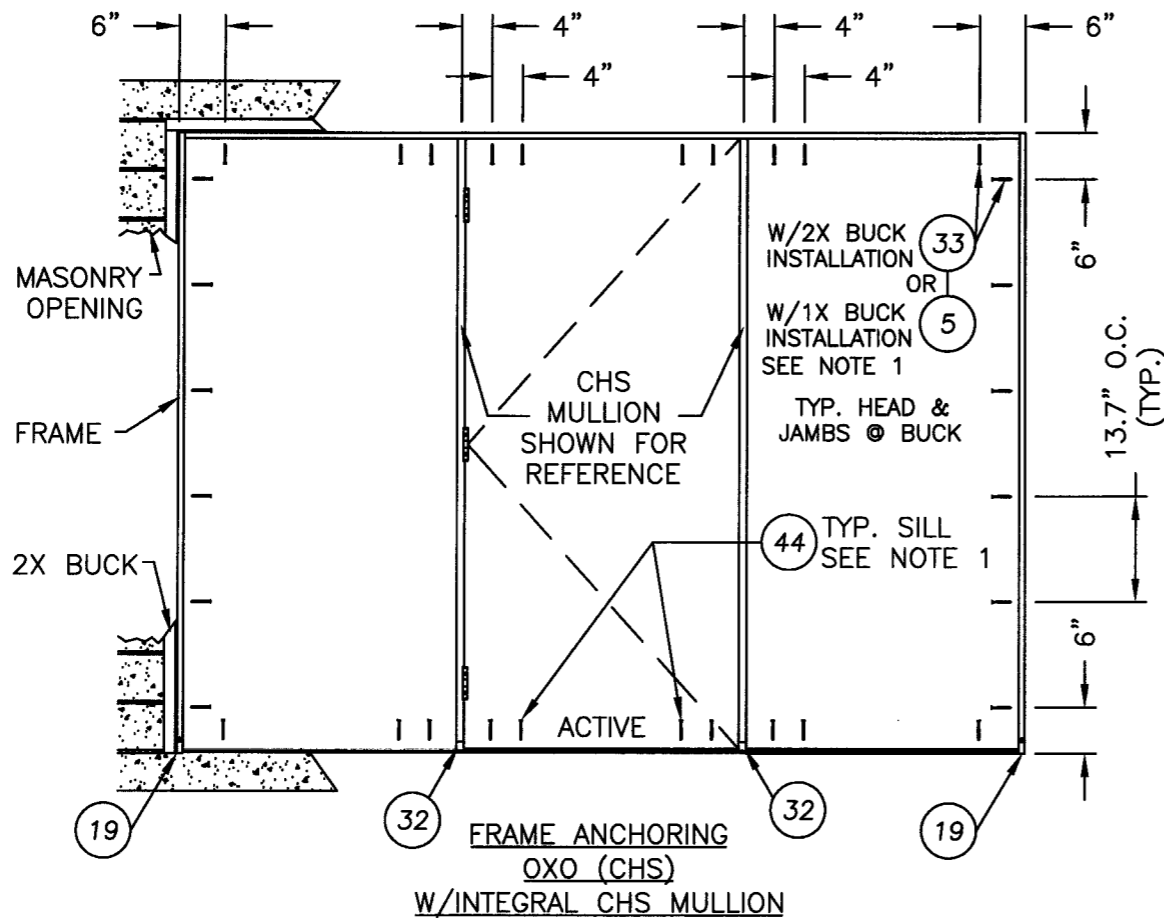 6" 4" 4" 6"
4" 4"
MASONRY
OPENING
W/2X BUCK
INSTALLATION
33
OR
W/1X BUCK
INSTALLATION
5
SEE NOTE 1
TYP. HEAD &
JAMBS @ BUCK
6"
13.7" O.C.
(TYP.)
FRAME
CHS
MULLION
SHOWN FOR
REFERENCE
2X BUCK
44
TYP. SILL
SEE NOTE 1
6"
ACTIVE
19
32
32
19
FRAME ANCHORING
OXO (CHS)
W/INTEGRAL CHS MULLION